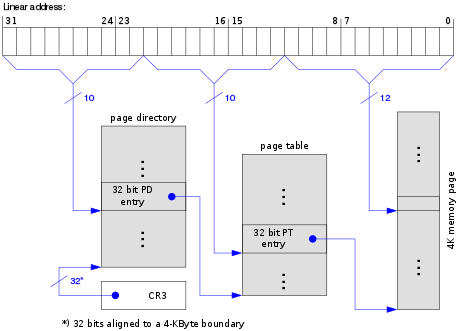 Linear address:
31 24 23 16 15 8 7 0
10 10 12
page directory
page table
32 bit PD
entry
32 bit PT
entry
4K memory page
32*
CR3
*) 32 bits aligned to a 4-KByte boundary